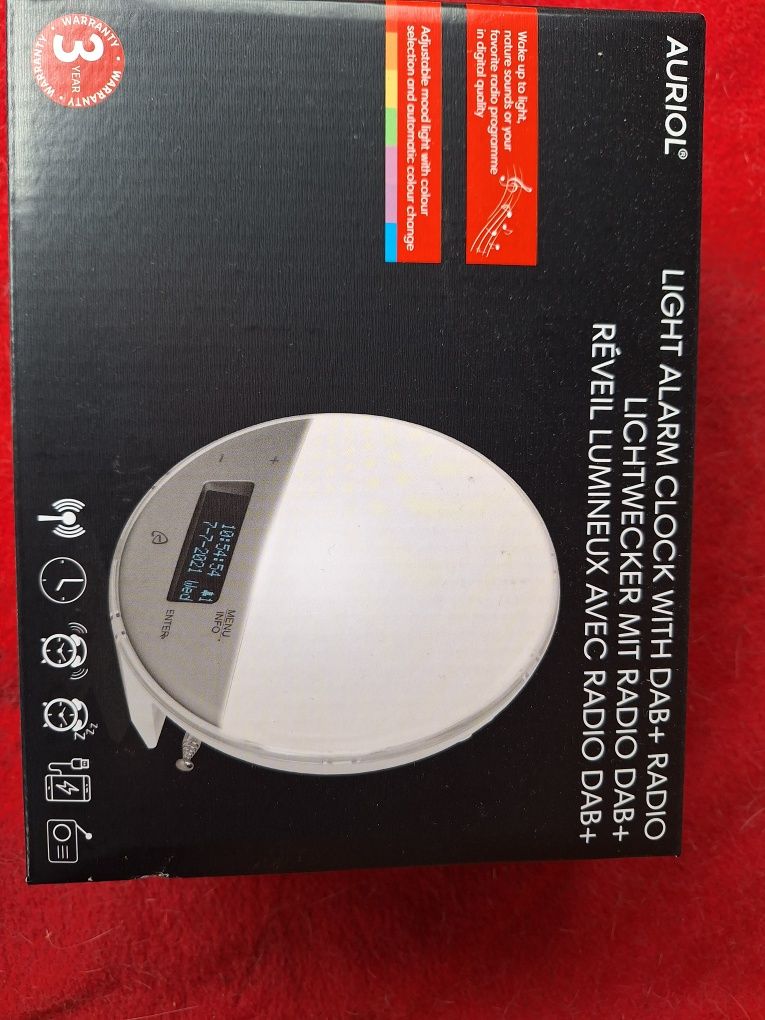 AURIOL®
LIGHT ALARM CLOCK WITH DAB+ RADIO
LICHTWECKER MIT RADIO DAB+
RÉVEIL LUMINEUX AVEC RADIO DAB+
Wake up to light,
nature sounds or your
favorite radio programme
in digital quality
Adjustable mood light with colour
selection and automatic colour change
WARRANTY • WARRANTY • WARRANTY •
3
YEAR
+
-
10:54:54 1
7-7-2021 Wed
MENU
INFO
ENTER
Z Z Z